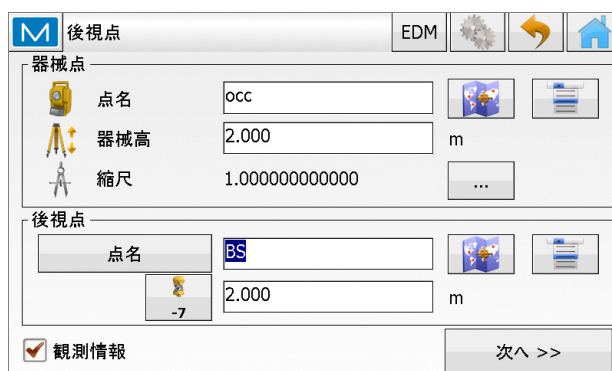 後視点 EDM
器械点
点名 occ
器械高 2.000 m
縮尺 1.000000000000 ...
後視点
点名 BS
-7 2.000 m
観測情報 次へ >>